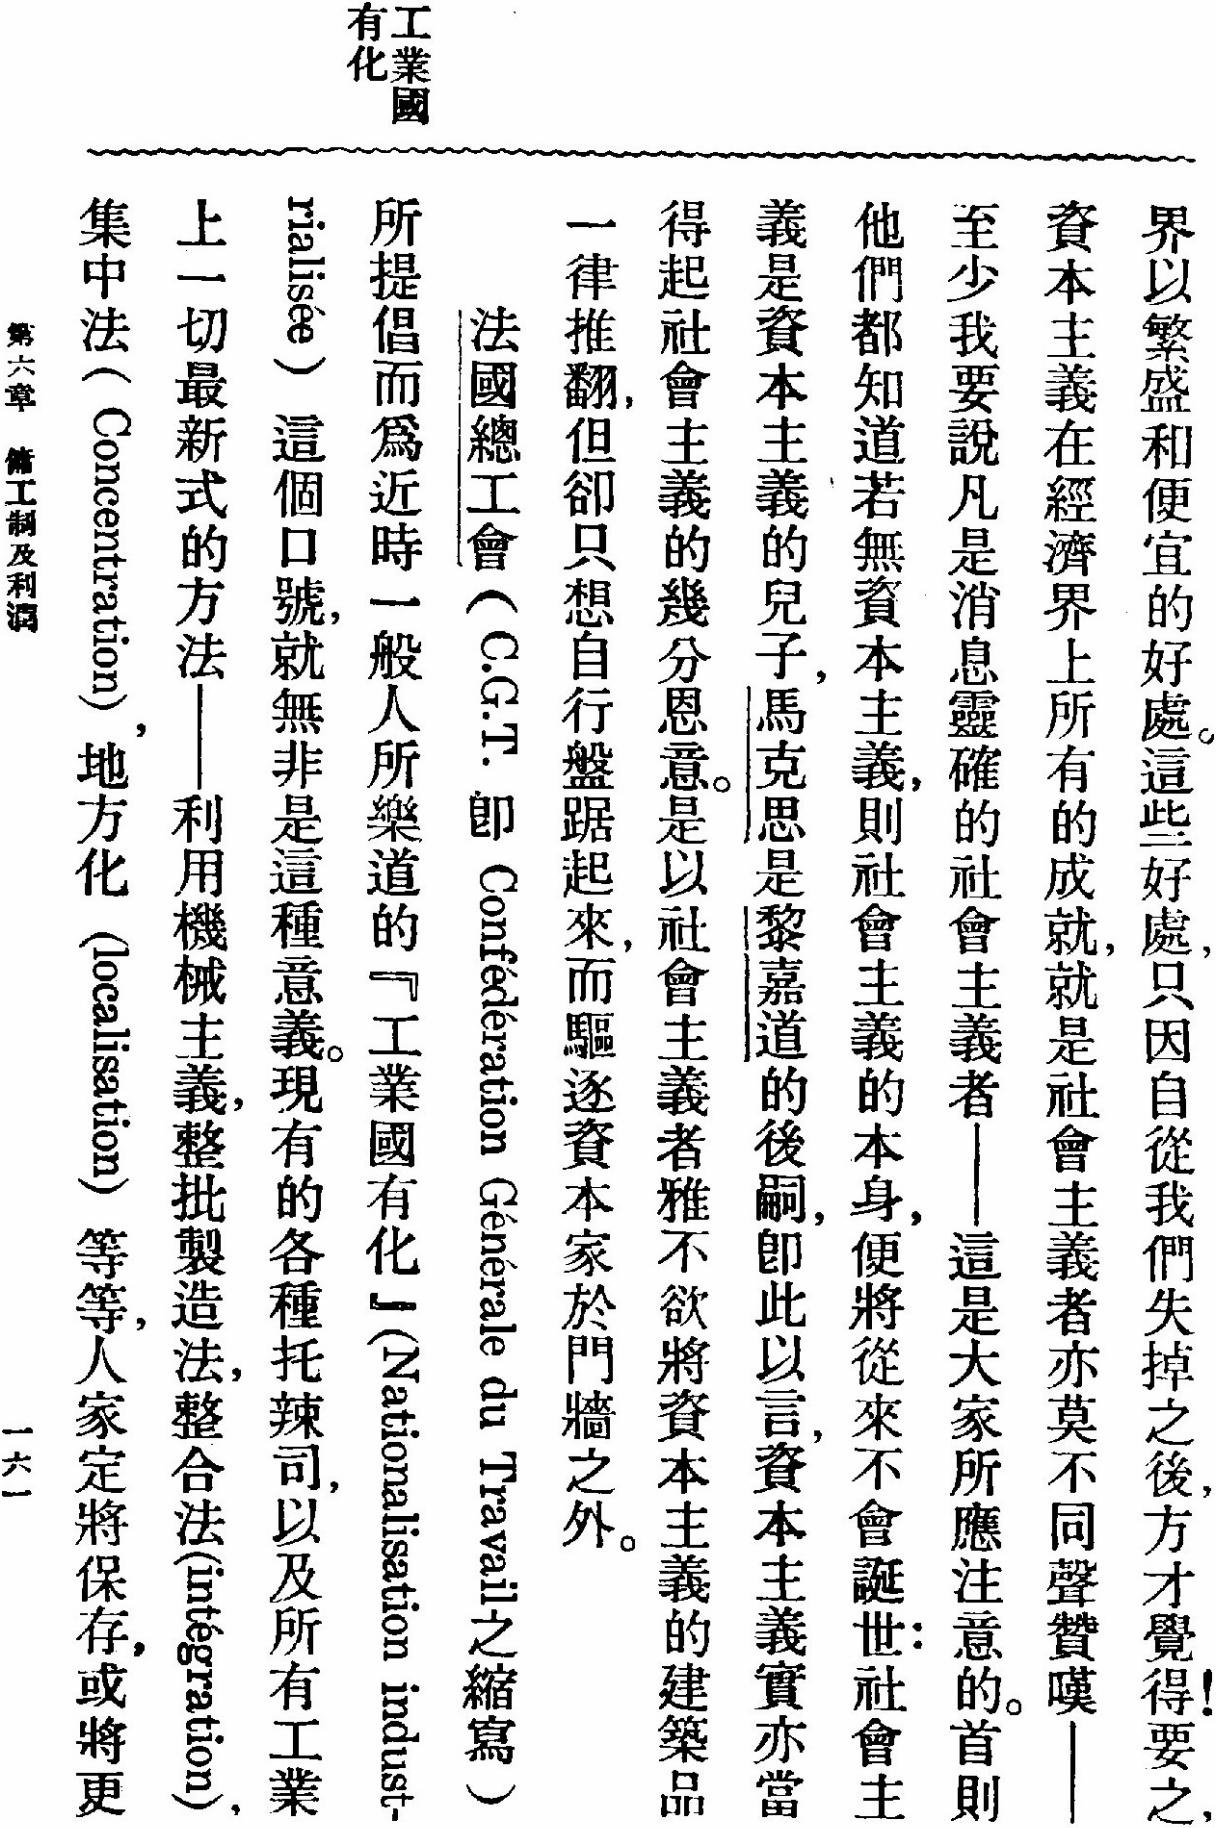 工業國
有化
界以繁盛和便宜的好處。這些好處,只因自從我們失掉之後,方才覺得!要之,
資本主義在經濟界上所有的成就,就是社會主義者亦莫不同聲贊嘆——
至少我要說凡是消息靈確的社會主義者——這是大家所應注意的。首則
他們都知道若無資本主義,則社會主義的本身,便將從來不會誕世:社會主
義是資本主義的兒子,馬克思是黎嘉道的後嗣,卽此以言,資本主義實亦當
得起社會主義的幾分恩意。是以社會主義者雅不欲將資本主義的建築品
一律推翻,但卻只想自行盤踞起來,而驅逐資本家於門牆之外。
法國總工會(C.G.T. 卽 Confédération Générale du Travail之縮寫)
所提倡而爲近時一般人所樂道的『工業國有化』(Nationalisation indust-
rialisée)這個口號,就無非是這種意義。現有的各種托辣司,以及所有工業
上一切最新式的方法——利用機械主義,整批製造法,整合法(intégration),
集中法(Concentration),地方化(localisation)等等,人家定將保存,或將更
第六章 傭工制及利潤
一六一